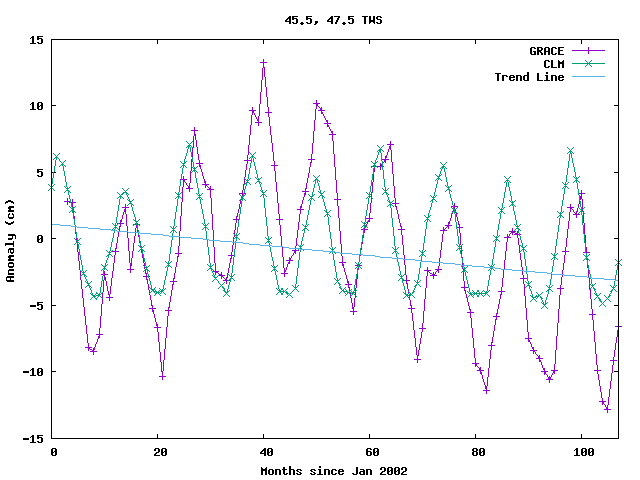 45.5, 47.5 TWS
GRACE
CLM
Trend Line
15
10
5
0
-5
-10
-15
Anomaly (cm)
0 20 40 60 80 100
Months since Jan 2002